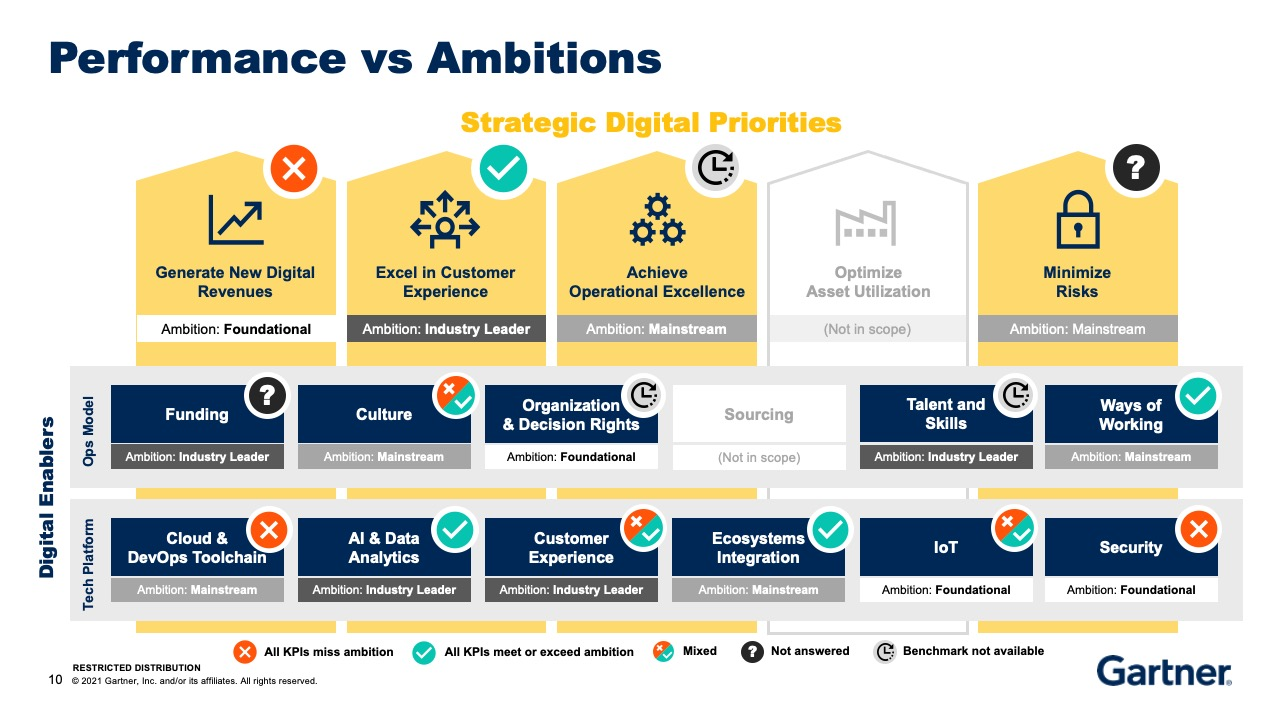 Performance vs Ambitions
Strategic Digital Priorities
Generate New Digital
Revenues
Ambition: Foundational
Excel in Customer
Experience
Ambition: Industry Leader
Achieve
Operational Excellence
Ambition: Mainstream
Optimize
Asset Utilization
(Not in scope)
?
Minimize
Risks
Ambition: Mainstream
Digital Enablers
Ops Model
Funding
?
Ambition: Industry Leader
Culture
Ambition: Mainstream
Organization
& Decision Rights
Ambition: Foundational
Sourcing
(Not in scope)
Talent and
Skills
Ambition: Industry Leader
Ways of
Working
Ambition: Mainstream
Tech Platform
Cloud &
DevOps Toolchain
Ambition: Mainstream
AI & Data
Analytics
Ambition: Industry Leader
Customer
Experience
Ambition: Industry Leader
Ecosystems
Integration
Ambition: Mainstream
IoT
Ambition: Foundational
Security
Ambition: Foundational
All KPIs miss ambition
All KPIs meet or exceed ambition
Mixed
? Not answered
Benchmark not available
RESTRICTED DISTRIBUTION
10 © 2021 Gartner, Inc. and/or its affiliates. All rights reserved.
Gartner®